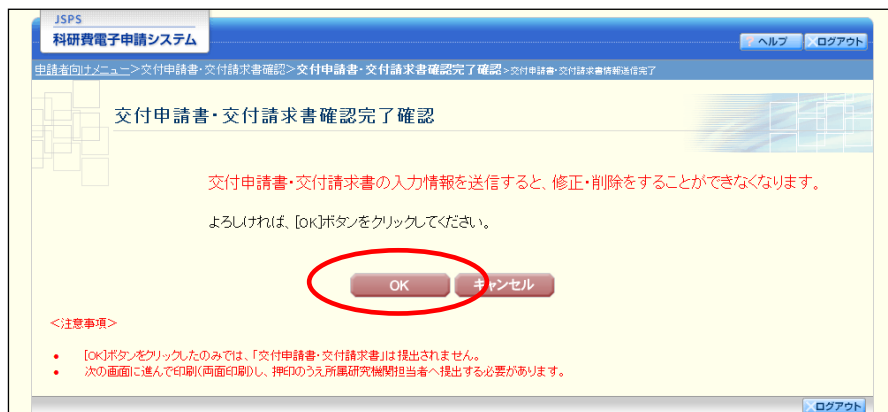 JSPS
科研費電子申請システム
? ヘルプ ログアウト
申請者向けメニュー>交付申請書・交付請求書確認>交付申請書・交付請求書確認完了確認>交付申請書・交付請求書情報送信完了
交付申請書・交付請求書確認完了確認
交付申請書・交付請求書の入力情報を送信すると、修正・削除をすることができなくなります。
よろしければ、[OK]ボタンをクリックしてください。
OK キャンセル
<注意事項>
• [OK]ボタンをクリックしたのみでは、「交付申請書・交付請求書」は提出されません。
• 次の画面に進んで印刷(両面印刷)し、押印のうえ所属研究機関担当者へ提出する必要があります。
ログアウト